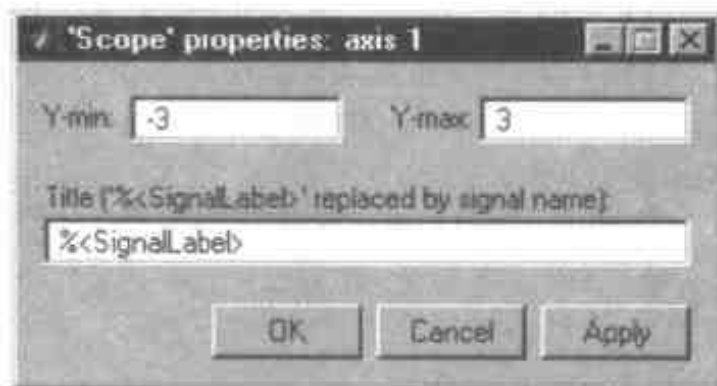 'Scope' properties: axis 1
Y-min: -3 Y-max: 3
Title ('%<SignalLabel>' replaced by signal name):
%<SignalLabel>
OK Cancel Apply